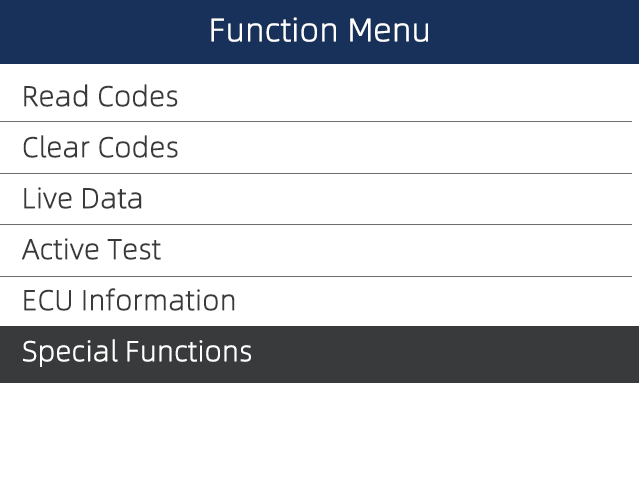 Function Menu
Read Codes
Clear Codes
Live Data
Active Test
ECU Information
Special Functions